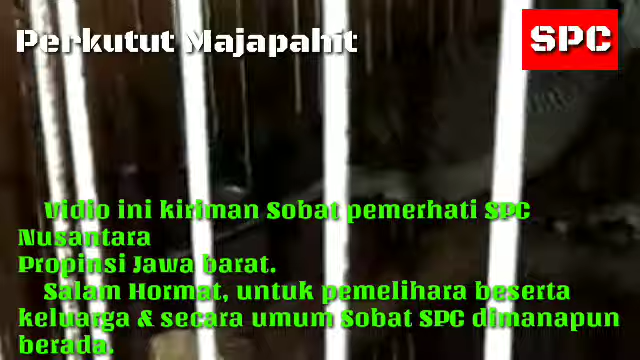 Perkutut Majapahit
SPC
Vidio ini kiriman Sobat pemerhati SPC
Nusantara
Propinsi Jawa barat.
Salam Hormat, untuk pemelihara beserta
keluarga & secara umum Sobat SPC dimanapun
berada.